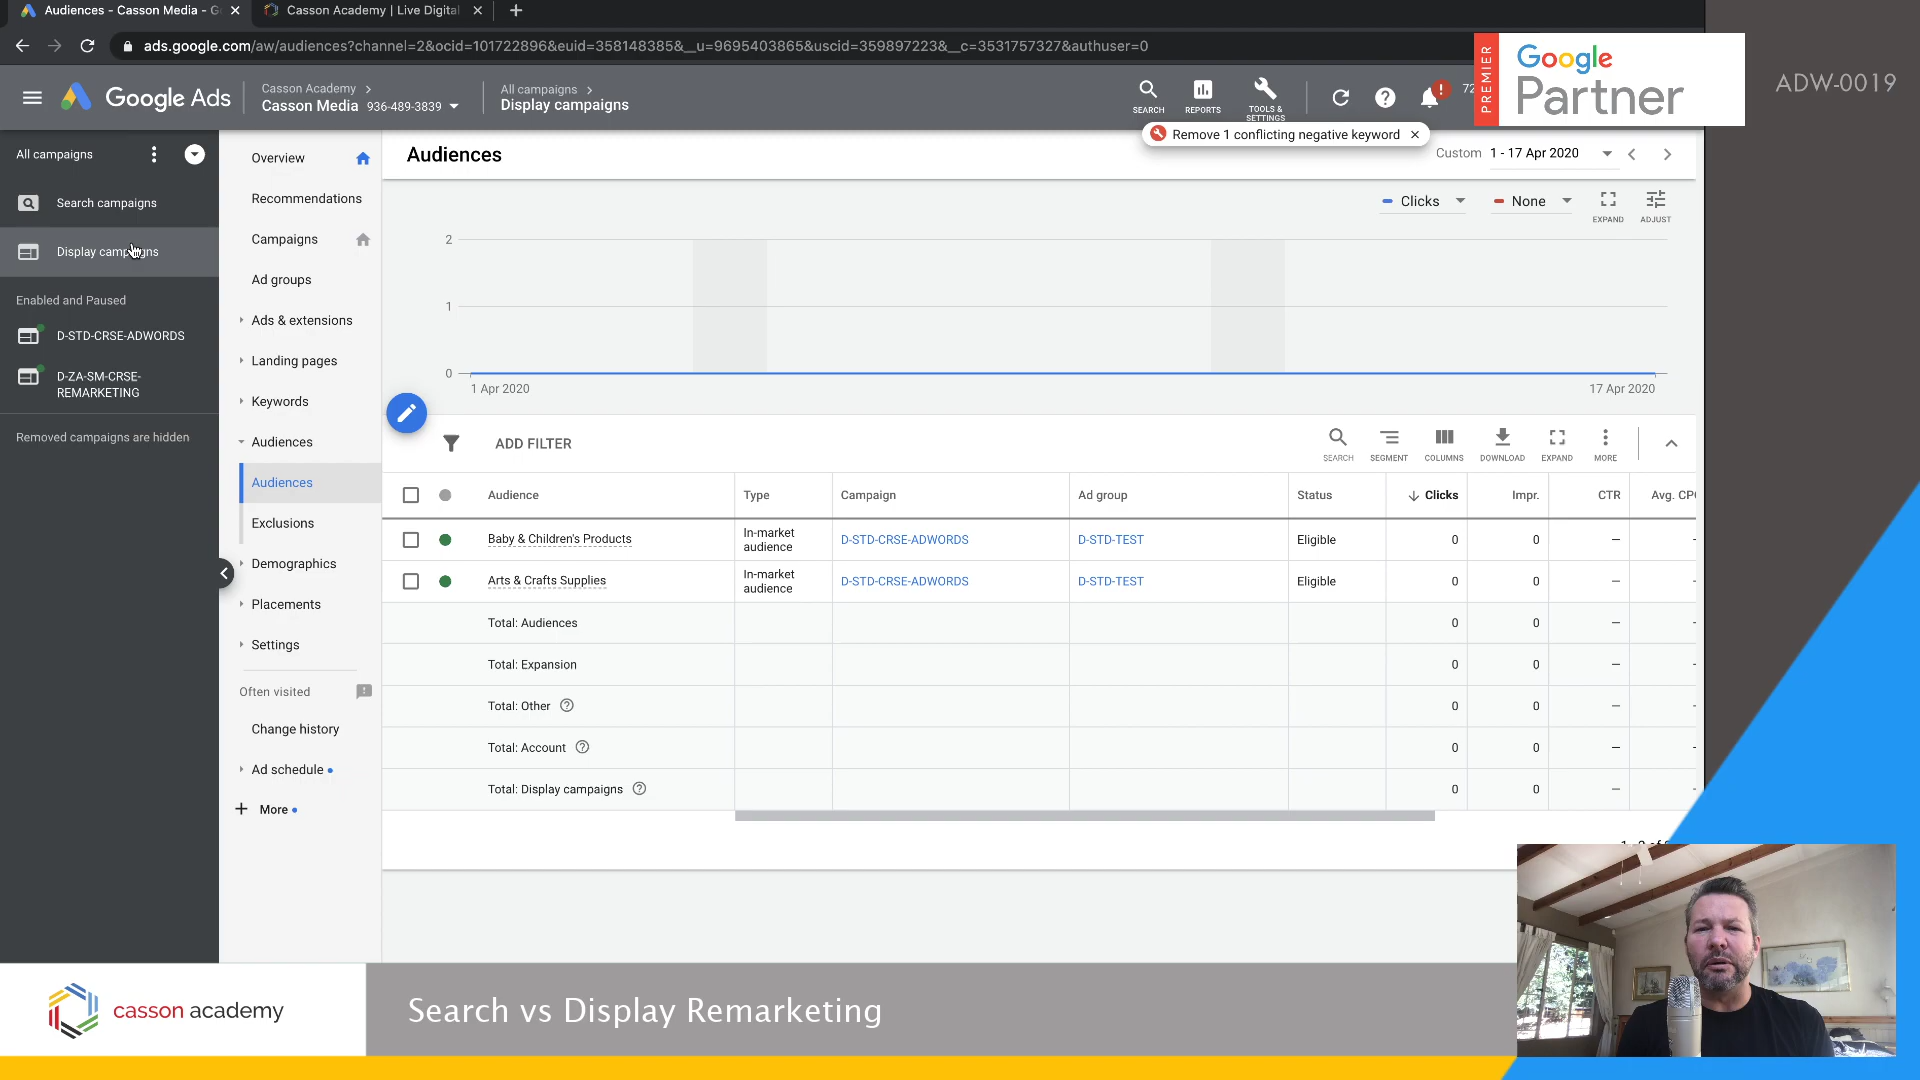 Audiences - Casson Media - G
Casson Academy | Live Digital
ads.google.com/aw/audiences?channel=2&ocid=101722896&euid=358148385&__u=9695403865&uscid=359897223&__c=3531757327&authuser=0
PREMIER
Google
Partner
ADW-0019
Google Ads
Casson Academy
Casson Media 936-489-3839
All campaigns
Display campaigns
SEARCH
REPORTS
TOOLS & SETTINGS
72
Remove 1 conflicting negative keyword
All campaigns
Search campaigns
Display campaigns
Enabled and Paused
D-STD-CRSE-ADWORDS
D-ZA-SM-CRSE-
REMARKETING
Removed campaigns are hidden
Overview
Recommendations
Campaigns
Ad groups
Ads & extensions
Landing pages
Keywords
Audiences
Audiences
Exclusions
Demographics
Placements
Settings
Often visited
Change history
Ad schedule
More
Audiences
Custom 1 - 17 Apr 2020
Clicks
None
EXPAND
ADJUST
2
1
0
1 Apr 2020
17 Apr 2020
ADD FILTER
SEARCH
SEGMENT
COLUMNS
DOWNLOAD
EXPAND
MORE
Audience Type Campaign Ad group Status Clicks Impr. CTR Avg. CP
Baby & Children's Products In-market audience D-STD-CRSE-ADWORDS D-STD-TEST Eligible 0 0 –
Arts & Crafts Supplies In-market audience D-STD-CRSE-ADWORDS D-STD-TEST Eligible 0 0 –
Total: Audiences 0 0 –
Total: Expansion 0 0 –
Total: Other 0 0 –
Total: Account 0 0 –
Total: Display campaigns 0 0 –
casson academy
Search vs Display Remarketing